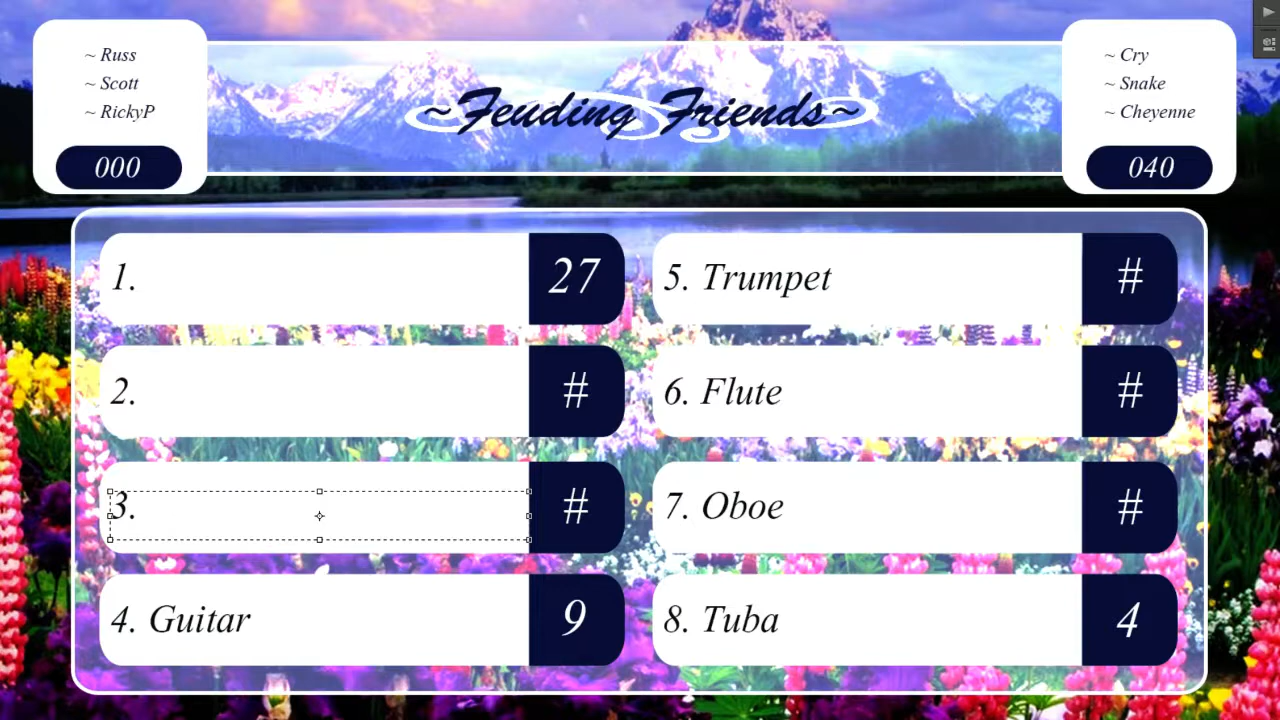 ~ Russ
~ Scott
~ RickyP
000
~Feuding Friends~
~ Cry
~ Snake
~ Cheyenne
040
1.
27
2.
#
3.
#
4. Guitar
9
5. Trumpet
#
6. Flute
#
7. Oboe
#
8. Tuba
4